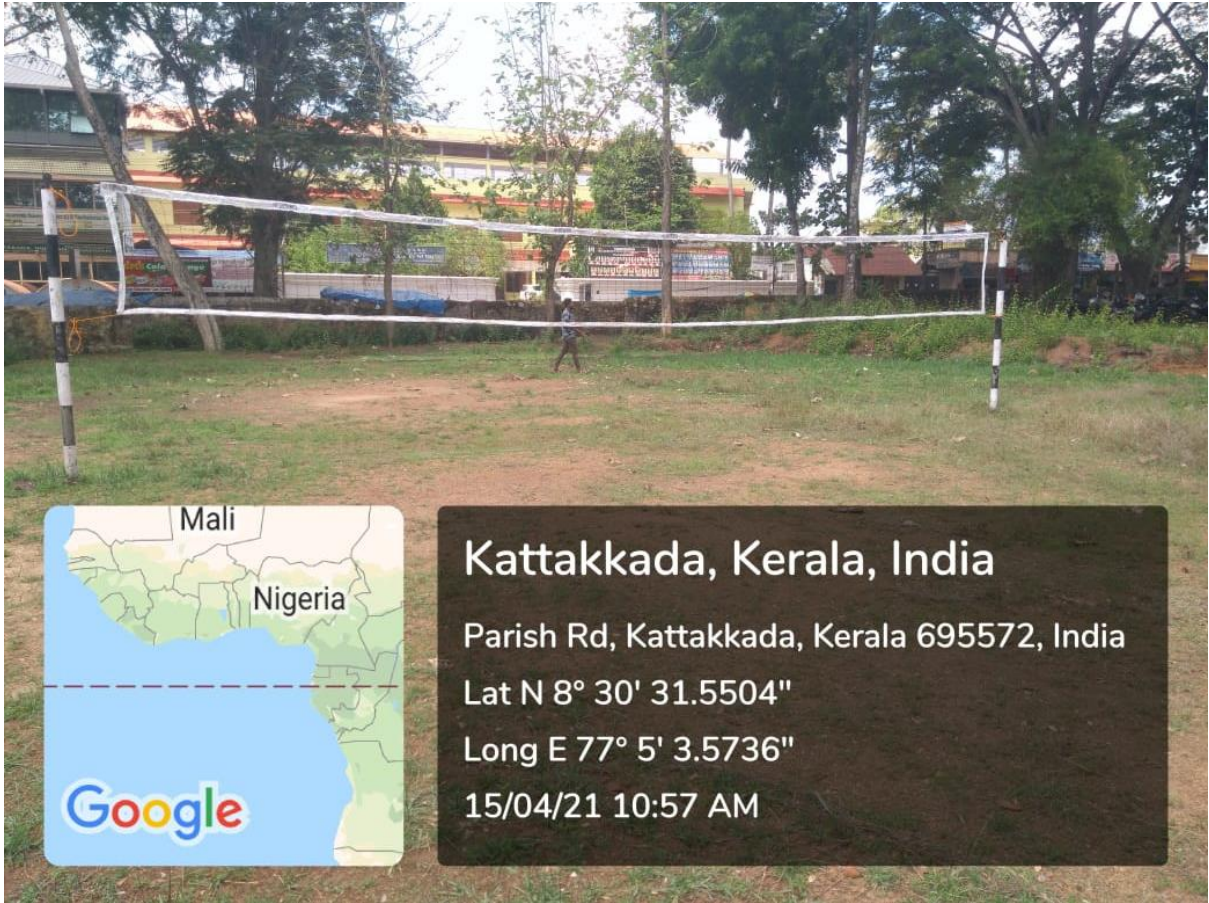 Mali
Nigeria
Google
Kattakkada, Kerala, India
Parish Rd, Kattakkada, Kerala 695572, India
Lat N 8° 30' 31.5504"
Long E 77° 5' 3.5736"
15/04/21 10:57 AM